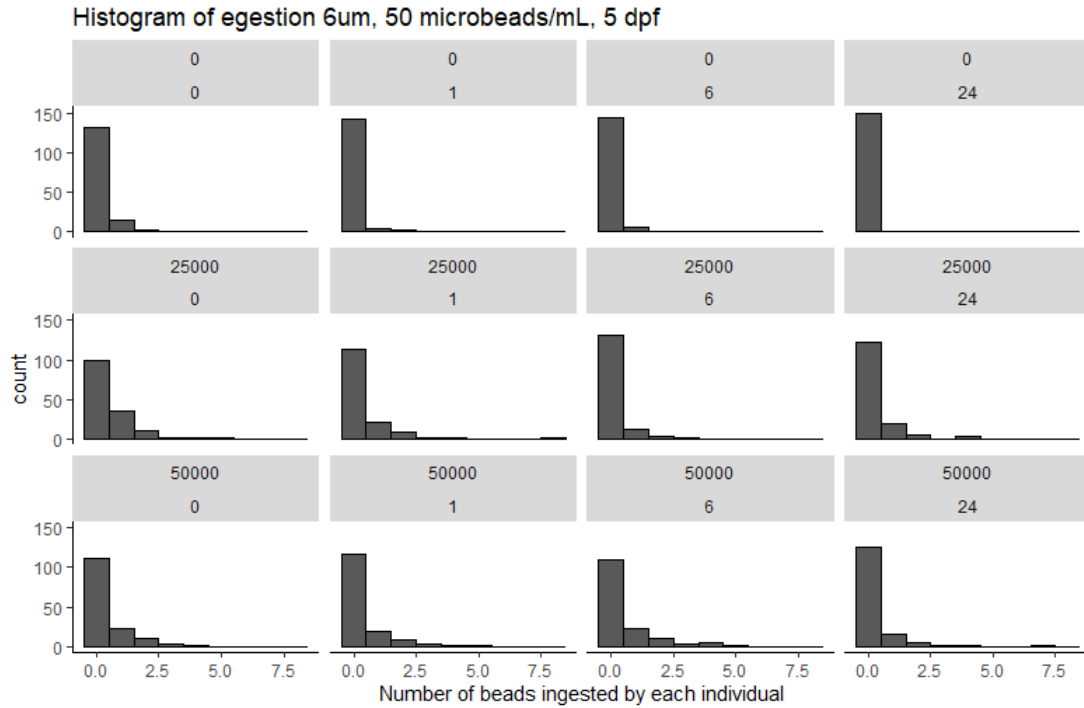 Histogram of egestion 6um, 50 microbeads/mL, 5 dpf
0 0 0 0
0 1 6 24
150
100
50
0
25000 25000 25000 25000
0 1 6 24
150
100
50
0
count
50000 50000 50000 50000
0 1 6 24
150
100
50
0
0.0 2.5 5.0 7.5 0.0 2.5 5.0 7.5 0.0 2.5 5.0 7.5 0.0 2.5 5.0 7.5
Number of beads ingested by each individual